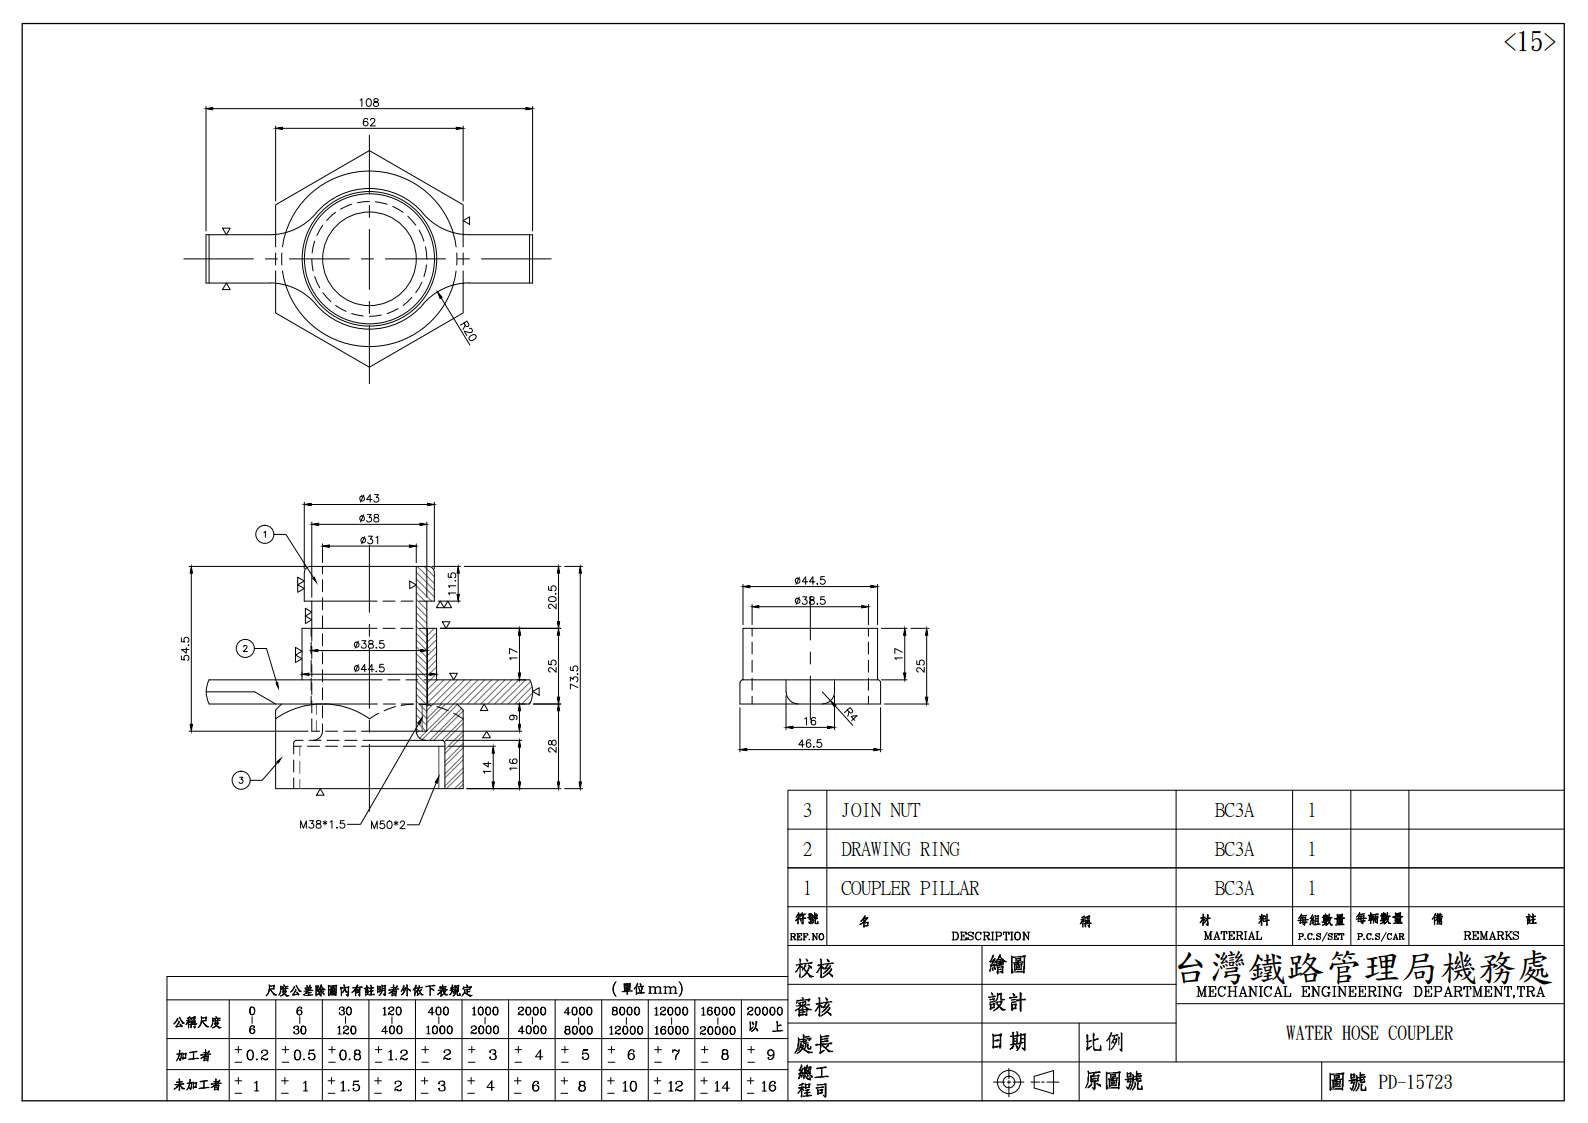 <15>
108
62
R20
ø43
ø38
ø31
1
11.5
20.5
54.5
2
ø38.5
ø44.5
17
25
73.5
9
28
16
14
3
M38*1.5
M50*2
ø44.5
ø38.5
17
25
R4
16
46.5
3 JOIN NUT BC3A 1
2 DRAWING RING BC3A 1
1 COUPLER PILLAR BC3A 1
符號 名 稱 材 料 每組數量 每輛數量 備 註
REF.NO DESCRIPTION MATERIAL P.C.S/SET P.C.S/CAR REMARKS
校核 繪圖 台灣鐵路管理局機務處
MECHANICAL ENGINEERING DEPARTMENT,TRA
審核 設計
WATER HOSE COUPLER
處長 日期 比例
總工程司 原圖號 圖號 PD-15723
尺度公差除圖內有註明者外依下表規定 (單位mm)
公稱尺度 0|6 6|30 30|120 120|400 400|1000 1000|2000 2000|4000 4000|8000 8000|12000 12000|16000 16000|20000 20000以上
加工者 ±0.2 ±0.5 ±0.8 ±1.2 ±2 ±3 ±4 ±5 ±6 ±7 ±8 ±9
未加工者 ±1 ±1 ±1.5 ±2 ±3 ±4 ±6 ±8 ±10 ±12 ±14 ±16